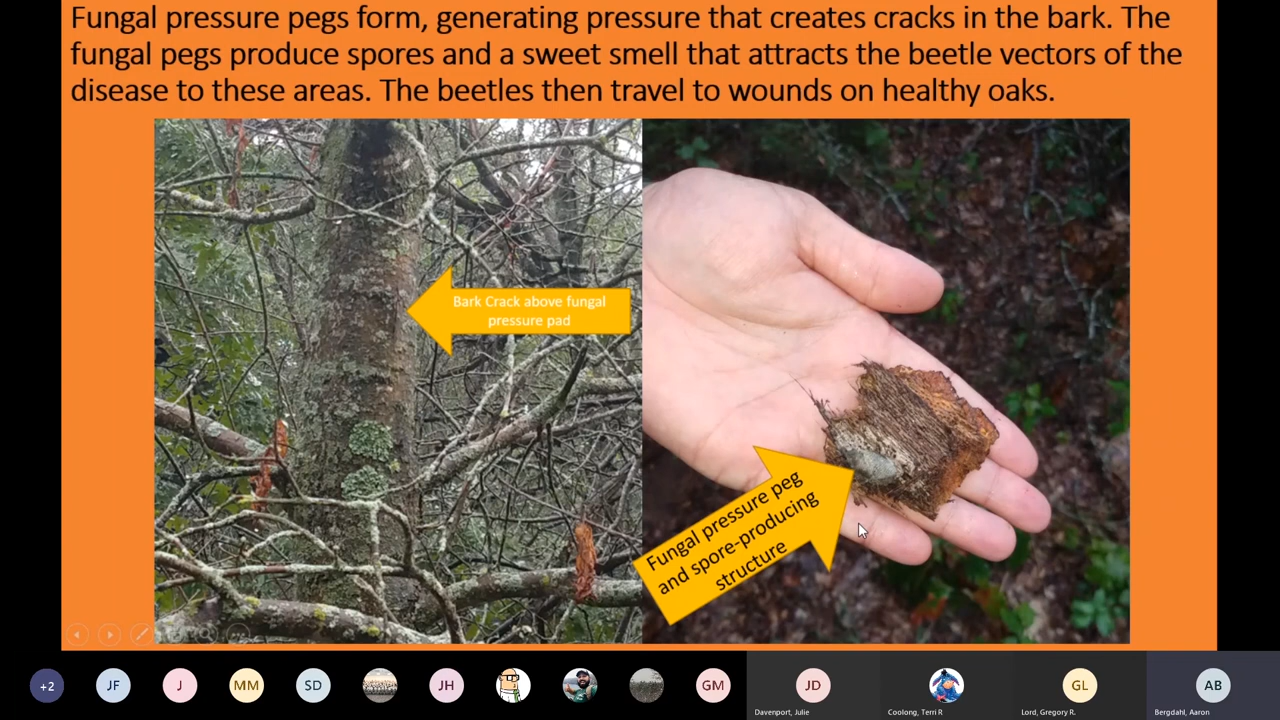 Fungal pressure pegs form, generating pressure that creates cracks in the bark. The
fungal pegs produce spores and a sweet smell that attracts the beetle vectors of the
disease to these areas. The beetles then travel to wounds on healthy oaks.
Bark Crack above fungal
pressure pad
Fungal pressure peg
and spore-producing
structure
+2
JF
J
MM
SD
JH
GM
JD
GL
AB
Davenport, Julie
Coolong, Terri R
Lord, Gregory R.
Bergdahl, Aaron